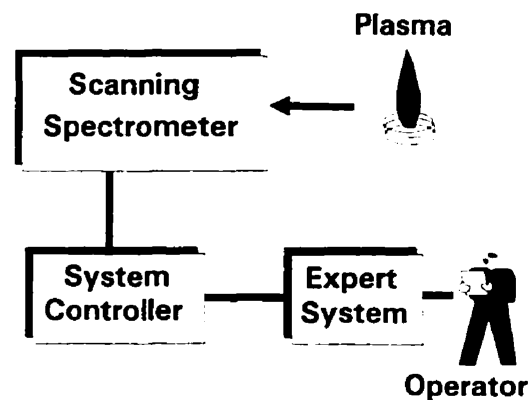 Plasma
Scanning
Spectrometer
System
Controller
Expert
System
Operator